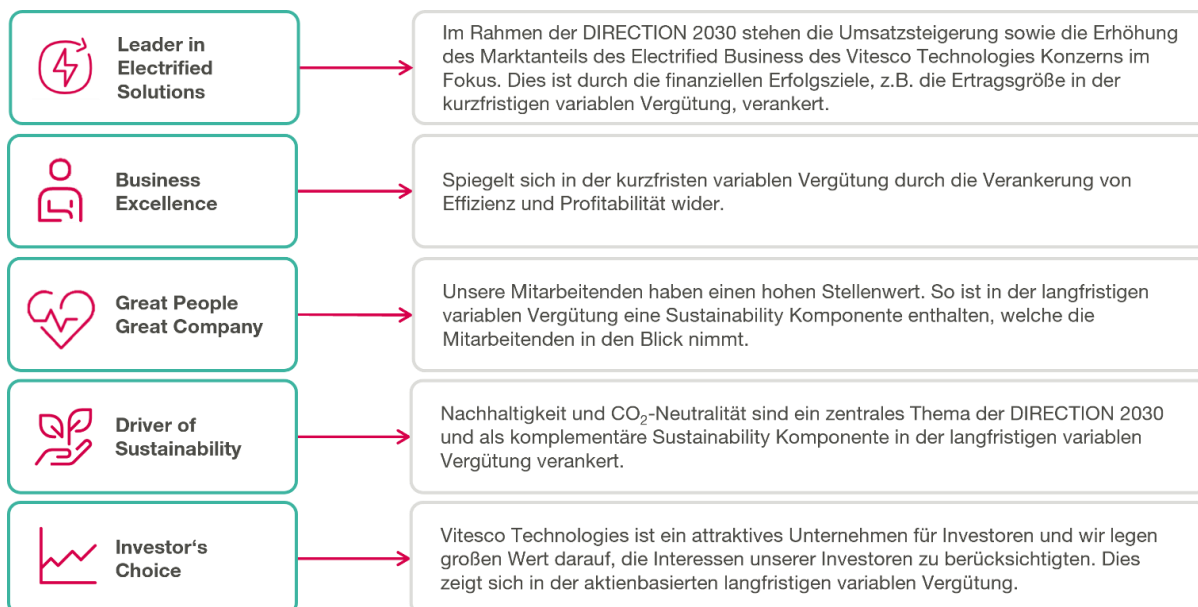 Leader in
Electrified
Solutions
Im Rahmen der DIRECTION 2030 stehen die Umsatzsteigerung sowie die Erhöhung
des Marktanteils des Electrified Business des Vitesco Technologies Konzerns im
Fokus. Dies ist durch die finanziellen Erfolgsziele, z.B. die Ertragsgröße in der
kurzfristigen variablen Vergütung, verankert.
Business
Excellence
Spiegelt sich in der kurzfristen variablen Vergütung durch die Verankerung von
Effizienz und Profitabilität wider.
Great People
Great Company
Unsere Mitarbeitenden haben einen hohen Stellenwert. So ist in der langfristigen
variablen Vergütung eine Sustainability Komponente enthalten, welche die
Mitarbeitenden in den Blick nimmt.
Driver of
Sustainability
Nachhaltigkeit und CO₂-Neutralität sind ein zentrales Thema der DIRECTION 2030
und als komplementäre Sustainability Komponente in der langfristigen variablen
Vergütung verankert.
Investor‘s
Choice
Vitesco Technologies ist ein attraktives Unternehmen für Investoren und wir legen
großen Wert darauf, die Interessen unserer Investoren zu berücksichtigten. Dies
zeigt sich in der aktienbasierten langfristigen variablen Vergütung.